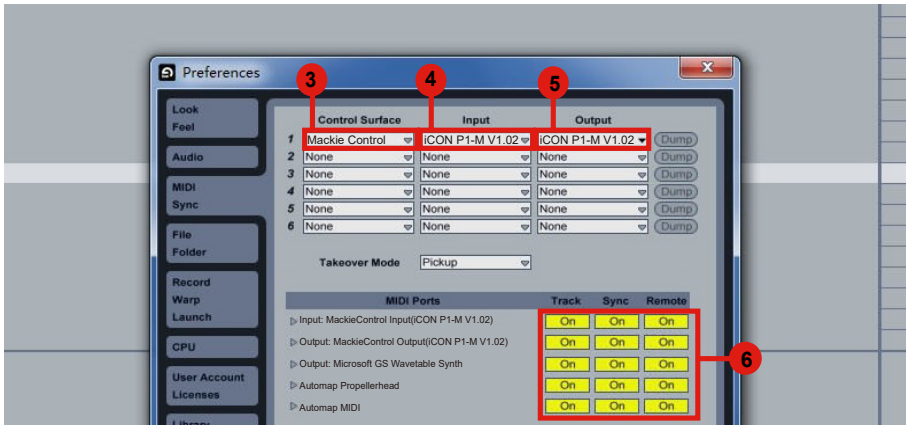 Preferences
3 4 5
Look
Feel
Audio
MIDI
Sync
File
Folder
Record
Warp
Launch
CPU
User Account
Licenses
Library
Control Surface Input Output
1 Mackie Control iCON P1-M V1.02 iCON P1-M V1.02 Dump
2 None None None Dump
3 None None None Dump
4 None None None Dump
5 None None None Dump
6 None None None Dump
Takeover Mode Pickup
MIDI Ports Track Sync Remote
Input: MackieControl Input(iCON P1-M V1.02) On On On
Output: MackieControl Output(iCON P1-M V1.02) On On On
Output: Microsoft GS Wavetable Synth On On On
Automap Propellerhead On On On
Automap MIDI On On On
6